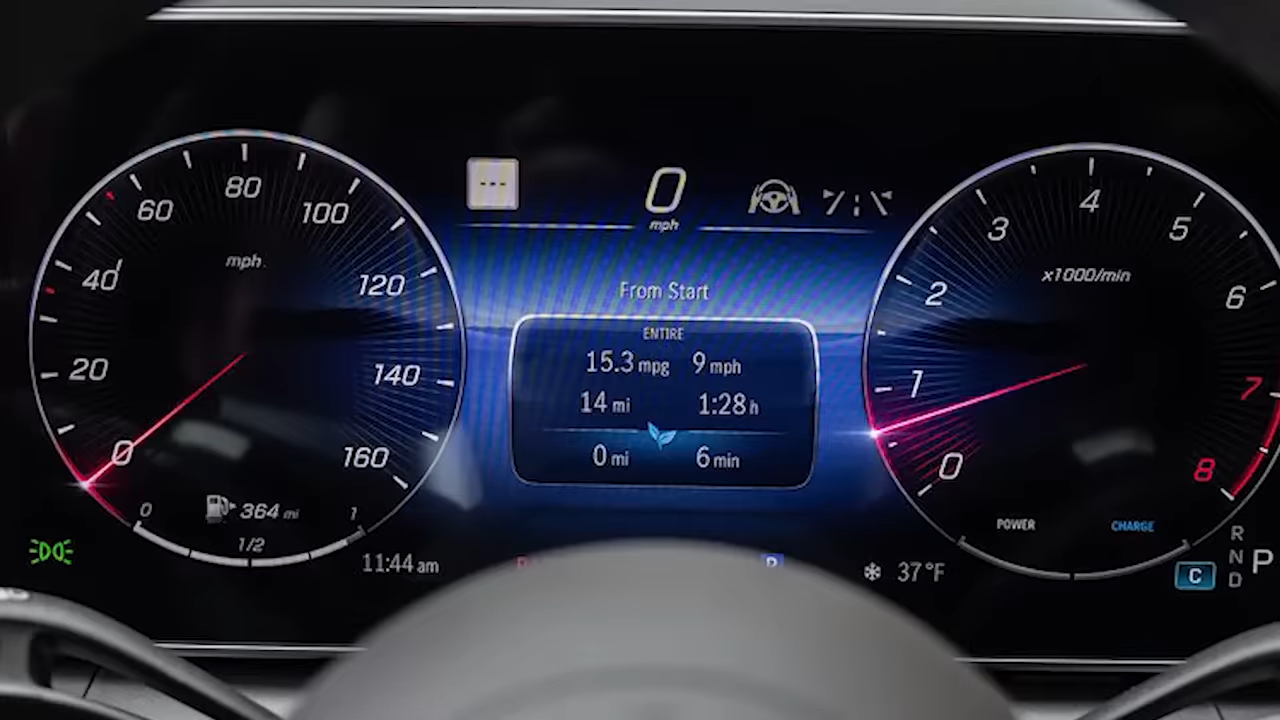 80
60
100
40
mph
120
20
140
0
160
0
364 mi
1
1/2
11:44 am
---
0
mph
From Start
ENTIRE
15.3 mpg 9 mph
14 mi 1:28 h
0 mi 6 min
P
37°F
4
3
5
x1000/min
2
6
1
7
0
8
POWER
CHARGE
C
R
N
D
P